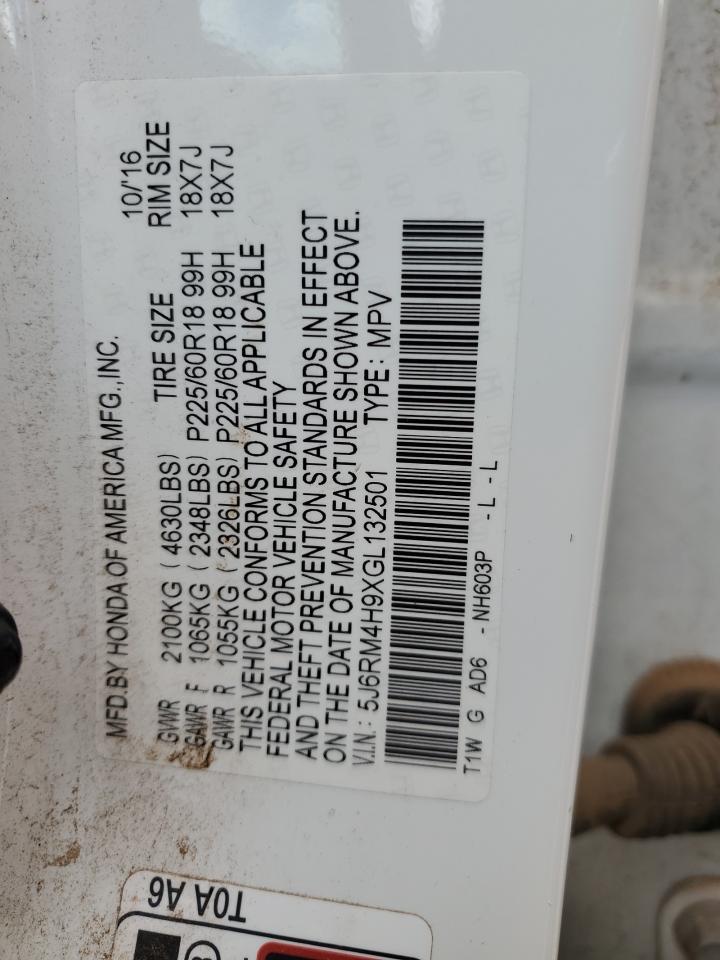 MFD.BY HONDA OF AMERICA MFG.,INC. 10/'16
GVWR 2100KG ( 4630LBS) TIRE SIZE RIM SIZE
GAWR F 1065KG ( 2348LBS) P225/60R18 99H 18X7J
GAWR R 1055KG ( 2326LBS) P225/60R18 99H 18X7J
THIS VEHICLE CONFORMS TO ALL APPLICABLE
FEDERAL MOTOR VEHICLE SAFETY
AND THEFT PREVENTION STANDARDS IN EFFECT
ON THE DATE OF MANUFACTURE SHOWN ABOVE.
V.I.N.: 5J6RM4H9XGL132501 TYPE: MPV
T1W G AD6 -NH603P -L-L
T0A A6